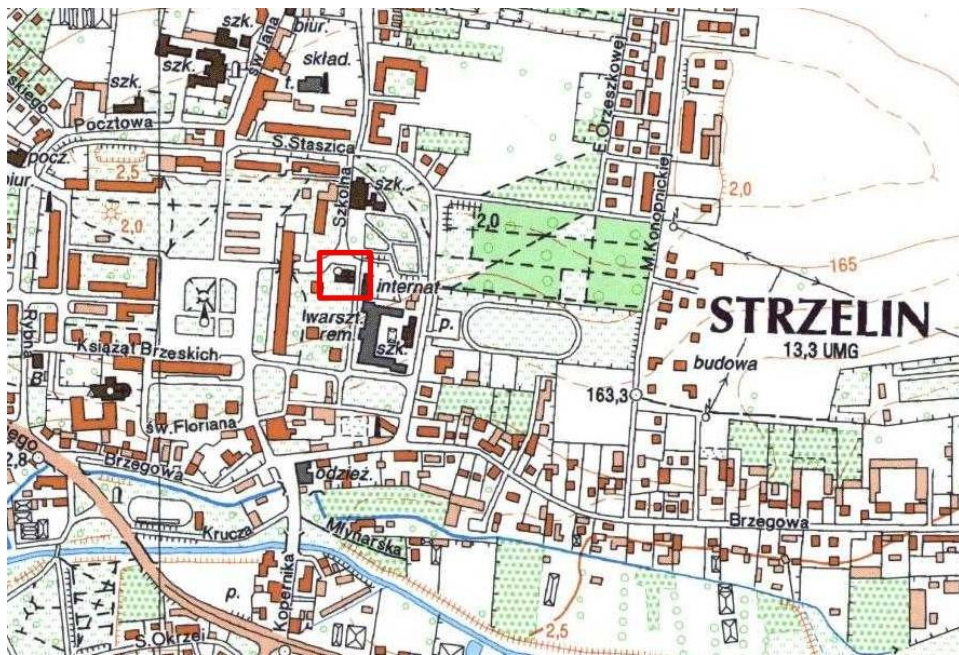 szk.
szk.
szk.
św. Jana
biur.
skład.
t.
skiego
Pocztowa
S. Staszica
E. Orzeszkowej
M. Konopnickiej
pocz.
biur.
2,5
2,0
Szkolna
szk.
2,0
2,0
165
internat
warszt.
rem.
szk.
p.
STRZELIN
13,3 UMG
budowa
163,3
Rybna
Książąt Brzeskich
św. Floriana
Brzegowa
2,8
odzież.
Krucza
Młynarska
Brzegowa
Kopernika
p.
S. Okrzei
2,5